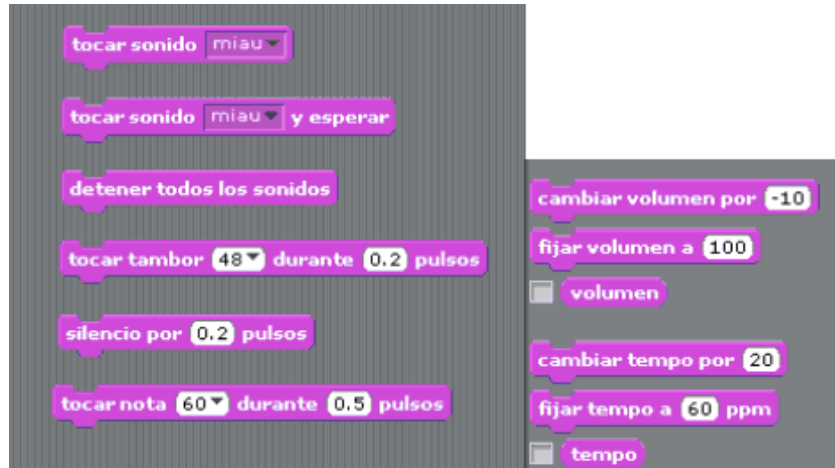 tocar sonido miau
tocar sonido miau y esperar
detener todos los sonidos
tocar tambor 48 durante 0.2 pulsos
silencio por 0.2 pulsos
tocar nota 60 durante 0.5 pulsos
cambiar volumen por -10
fijar volumen a 100
volumen
cambiar tempo por 20
fijar tempo a 60 ppm
tempo